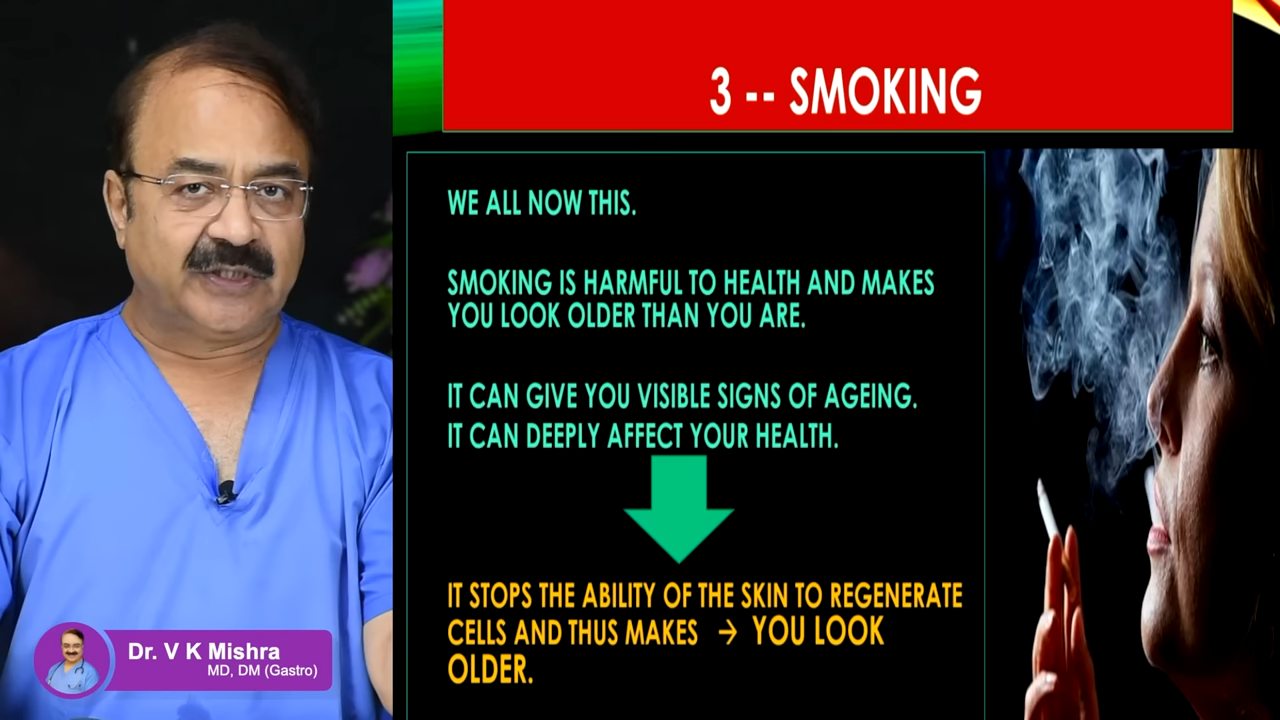 3 -- SMOKING
WE ALL NOW THIS.
SMOKING IS HARMFUL TO HEALTH AND MAKES
YOU LOOK OLDER THAN YOU ARE.
IT CAN GIVE YOU VISIBLE SIGNS OF AGEING.
IT CAN DEEPLY AFFECT YOUR HEALTH.
IT STOPS THE ABILITY OF THE SKIN TO REGENERATE
CELLS AND THUS MAKES → YOU LOOK
OLDER.
Dr. V K Mishra
MD, DM (Gastro)